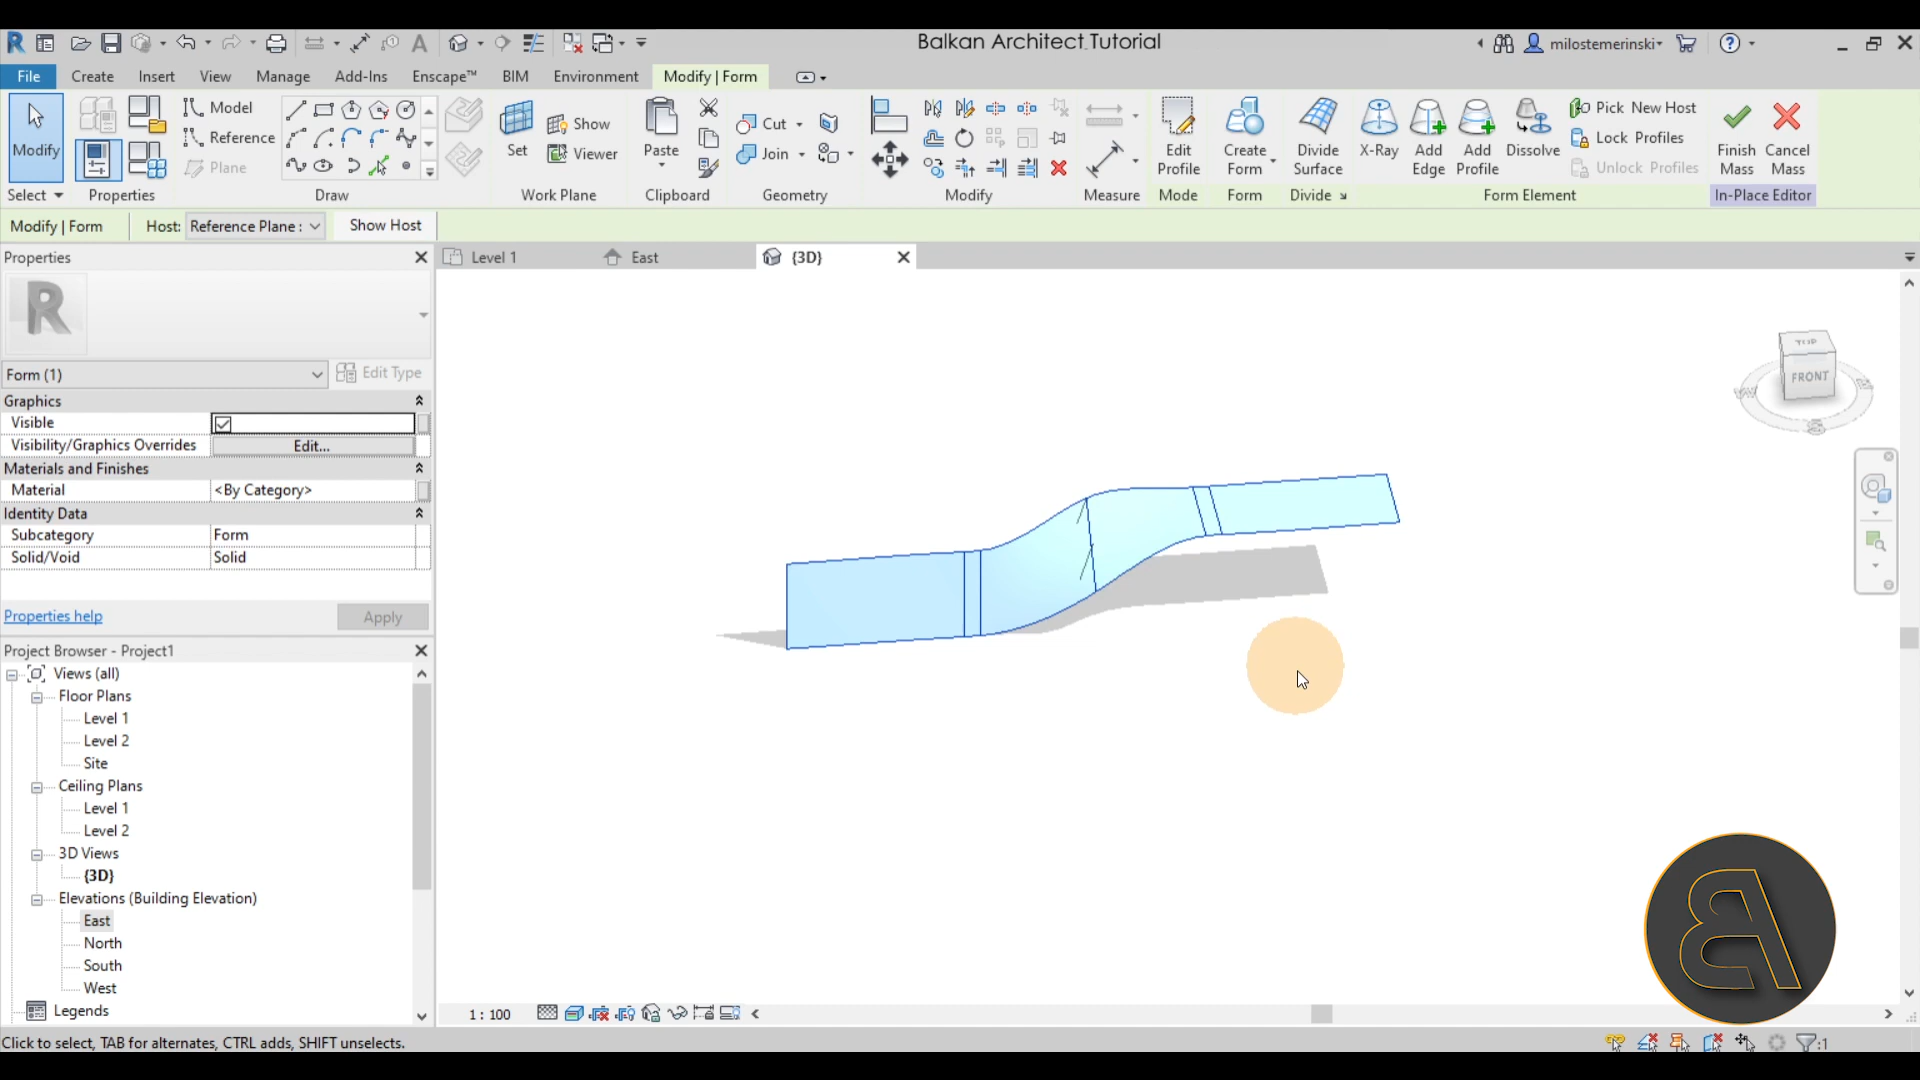 Balkan Architect Tutorial
milostemerinski
File Create Insert View Manage Add-Ins Enscape™ BIM Environment Modify | Form
Modify
Select
Properties
Model
Reference
Plane
Draw
Set
Show
Viewer
Work Plane
Paste
Clipboard
Cut
Join
Geometry
Modify
Measure
Edit Profile
Mode
Create Form
Form
Divide Surface
Divide
X-Ray
Add Edge
Add Profile
Dissolve
Pick New Host
Lock Profiles
Unlock Profiles
Form Element
Finish Mass
Cancel Mass
In-Place Editor
Modify | Form Host: Reference Plane : Show Host
Properties
Level 1
East
{3D}
R
Form (1) Edit Type
Graphics
Visible
Visibility/Graphics Overrides Edit...
Materials and Finishes
Material <By Category>
Identity Data
Subcategory Form
Solid/Void Solid
Properties help Apply
Project Browser - Project1
Views (all)
Floor Plans
Level 1
Level 2
Site
Ceiling Plans
Level 1
Level 2
3D Views
{3D}
Elevations (Building Elevation)
East
North
South
West
Legends
TOP
FRONT
S
1 : 100
Click to select, TAB for alternates, CTRL adds, SHIFT unselects.
:1